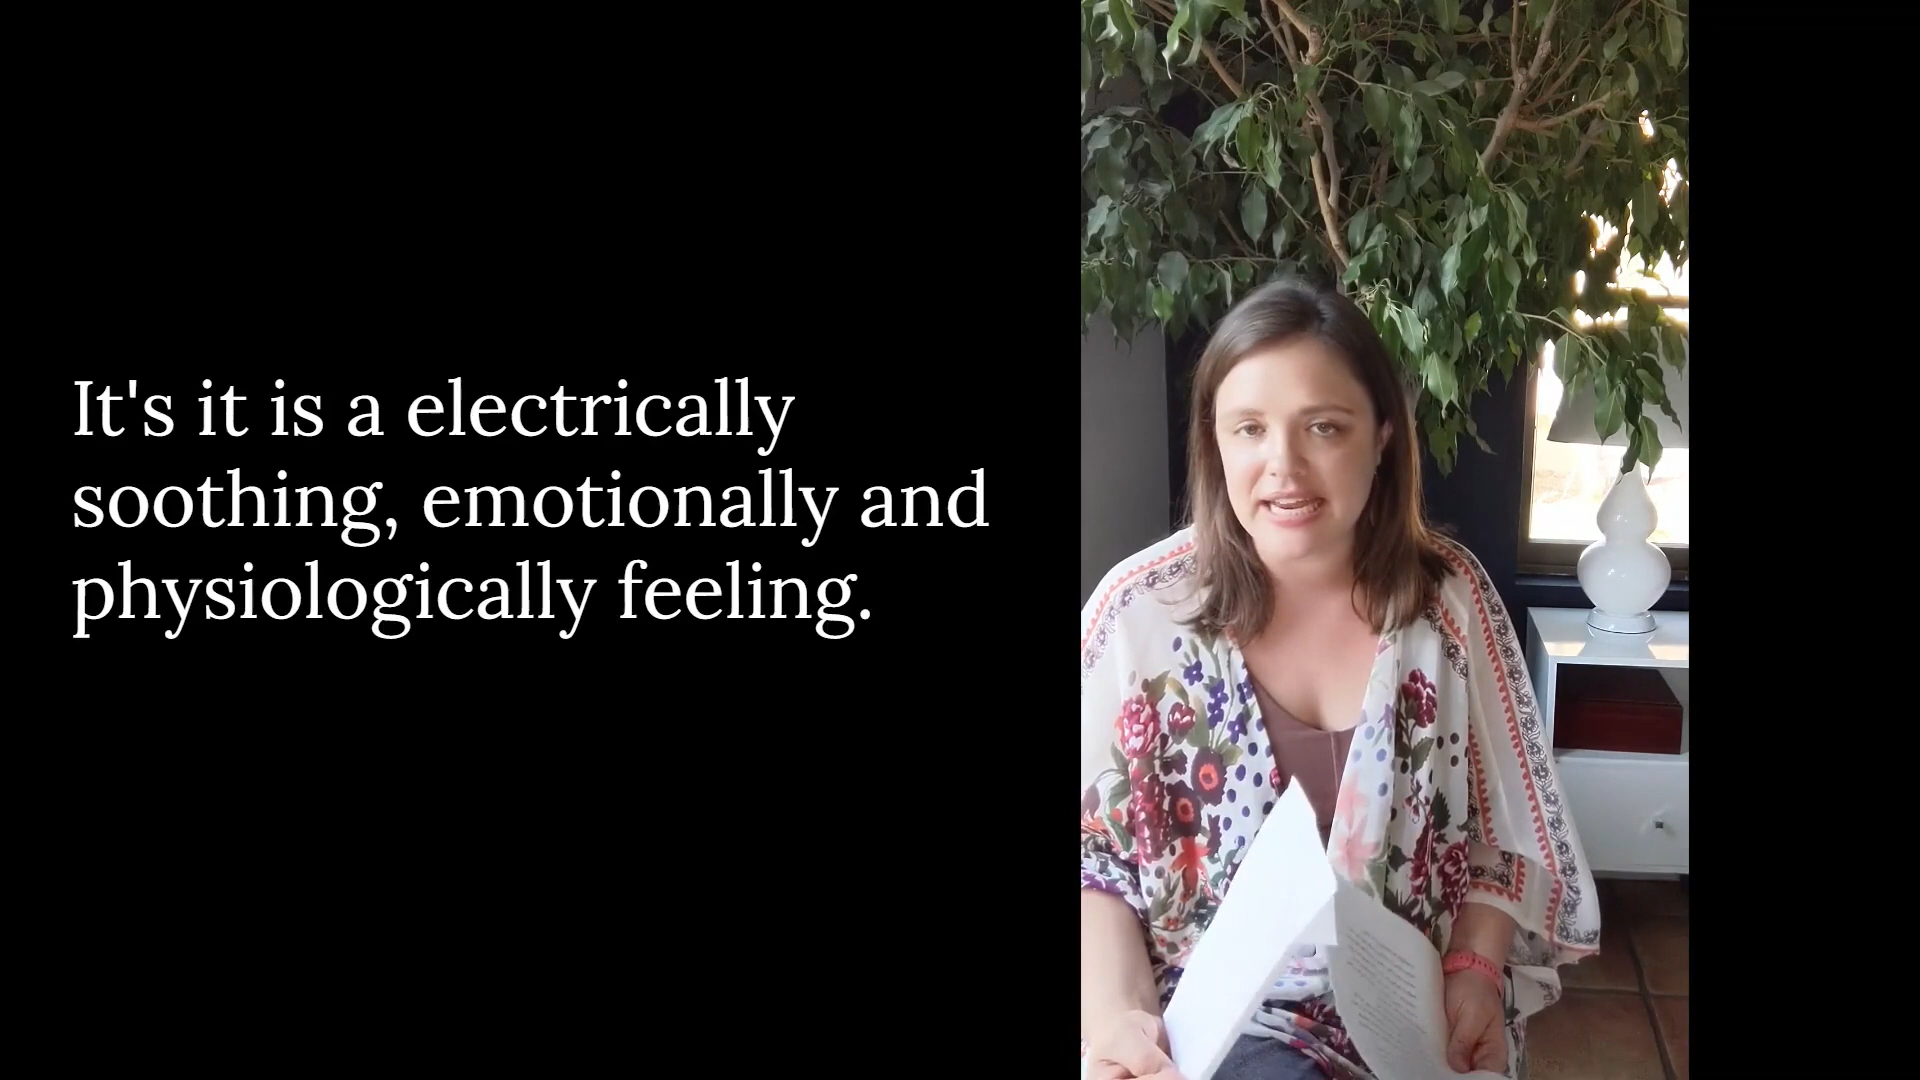 It's it is a electrically
soothing, emotionally and
physiologically feeling.